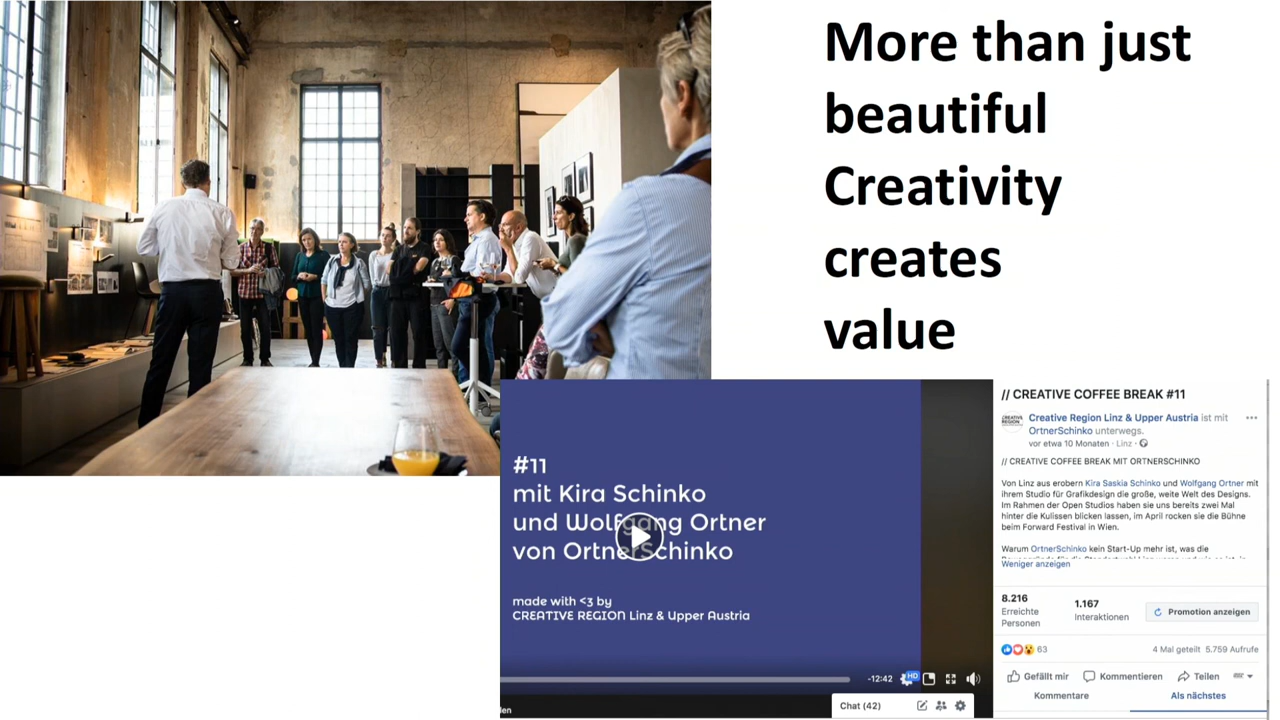 More than just
beautiful
Creativity
creates
value
#11
mit Kira Schinko
und Wolfgang Ortner
von OrtnerSchinko
made with <3 by
CREATIVE REGION Linz & Upper Austria
-12:42
HD
Chat (42)
// CREATIVE COFFEE BREAK #11
CREATIVE
REGION
Creative Region Linz & Upper Austria ist mit
OrtnerSchinko unterwegs.
vor etwa 10 Monaten · Linz ·
// CREATIVE COFFEE BREAK MIT ORTNERSCHINKO
Von Linz aus erobern Kira Saskia Schinko und Wolfgang Ortner mit
ihrem Studio für Grafikdesign die große, weite Welt des Designs.
Im Rahmen der Open Studios haben sie uns bereits zwei Mal
hinter die Kulissen blicken lassen, im April rocken sie die Bühne
beim Forward Festival in Wien.
Warum OrtnerSchinko kein Start-Up mehr ist, was die
Weniger anzeigen
8.216
Erreichte
Personen
1.167
Interaktionen
Promotion anzeigen
63
4 Mal geteilt 5.759 Aufrufe
Gefällt mir
Kommentieren
Teilen
Kommentare
Als nächstes